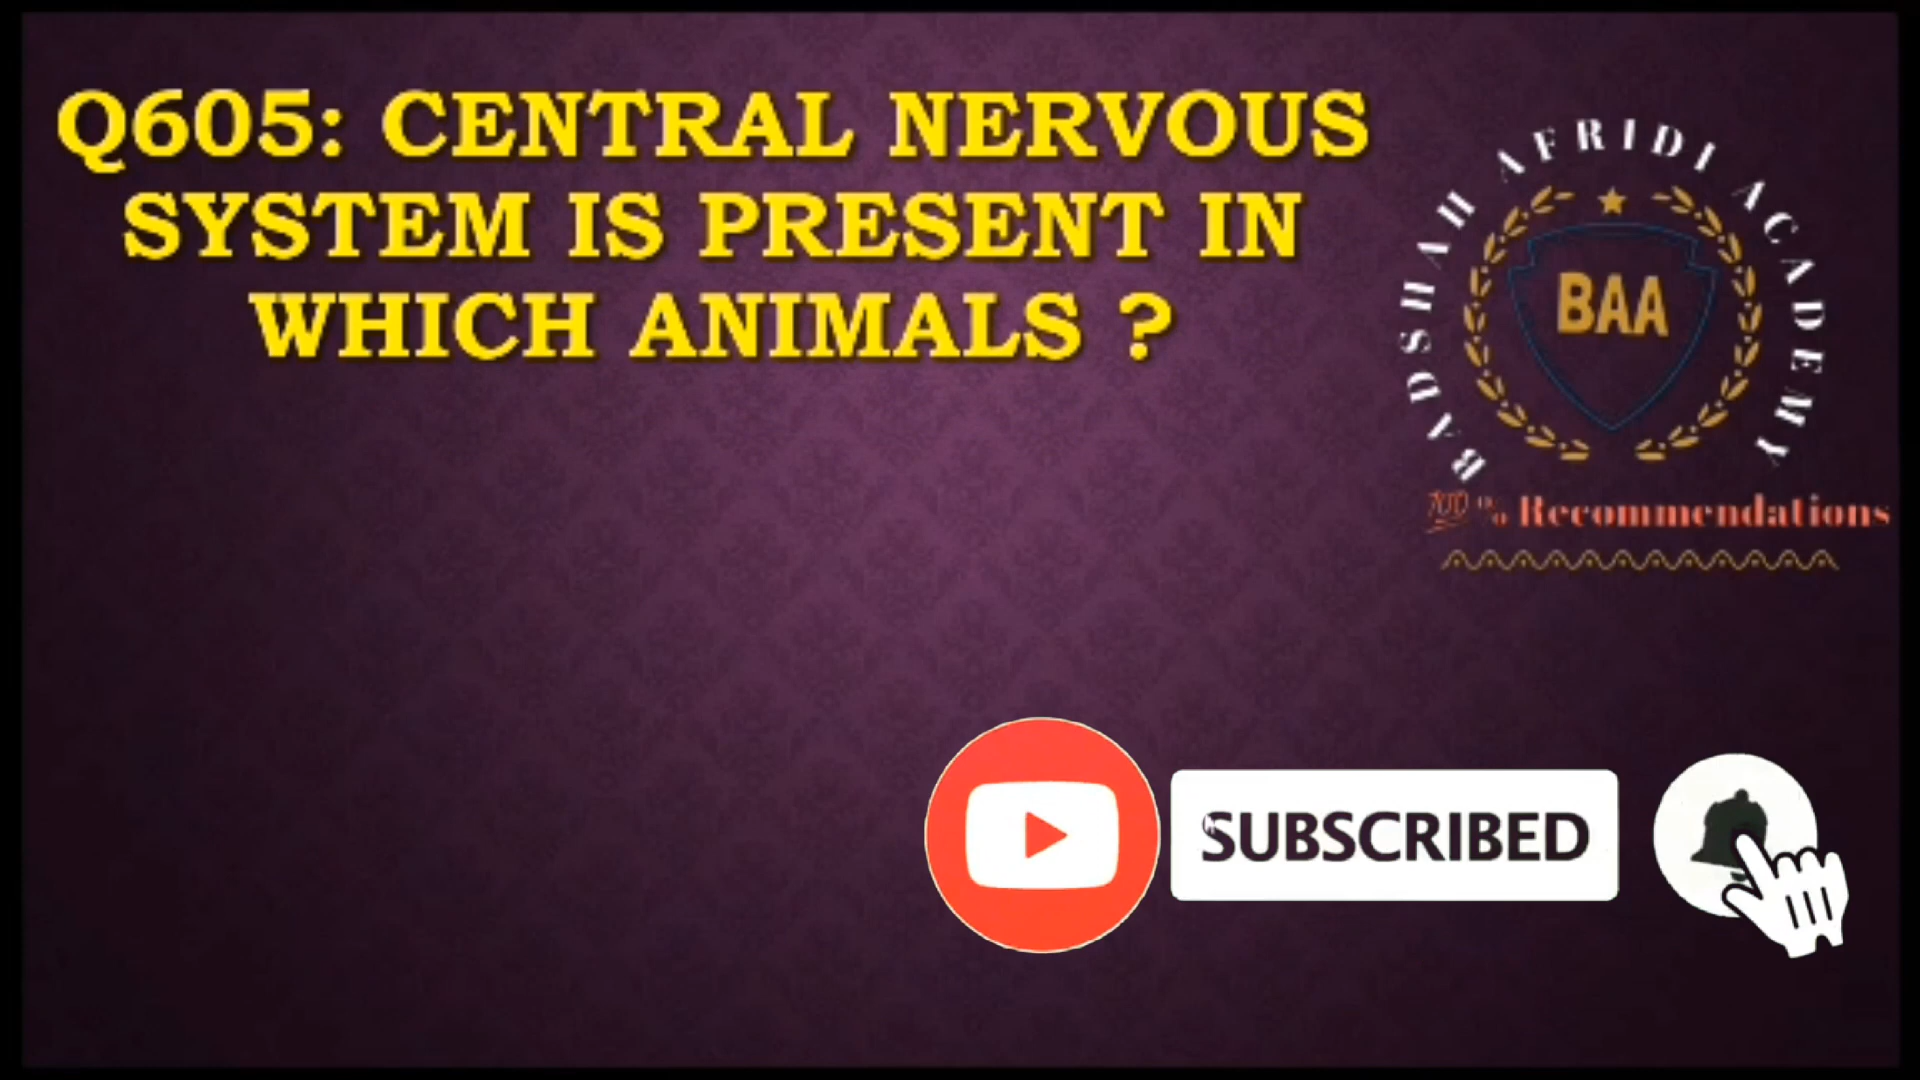 Q605: CENTRAL NERVOUS
SYSTEM IS PRESENT IN
WHICH ANIMALS ?
BADSHAH AFRIDI ACADEMY
BAA
💯% Recommendations
SUBSCRIBED